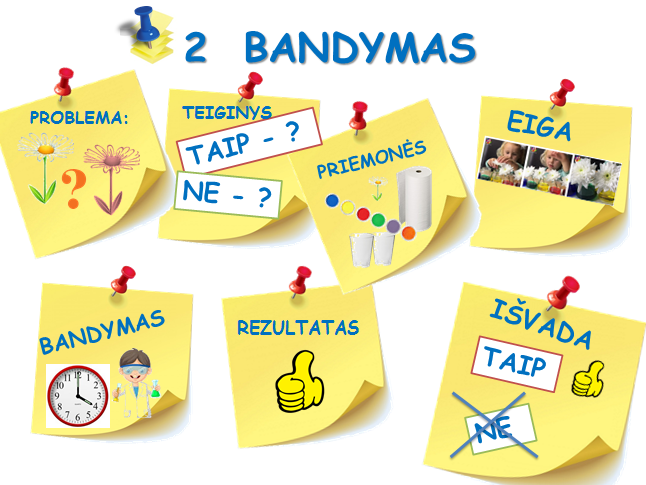 2 BANDYMAS
PROBLEMA:
?
TEIGINYS
TAIP - ?
NE - ?
PRIEMONĖS
EIGA
BANDYMAS
REZULTATAS
IŠVADA
TAIP
NE